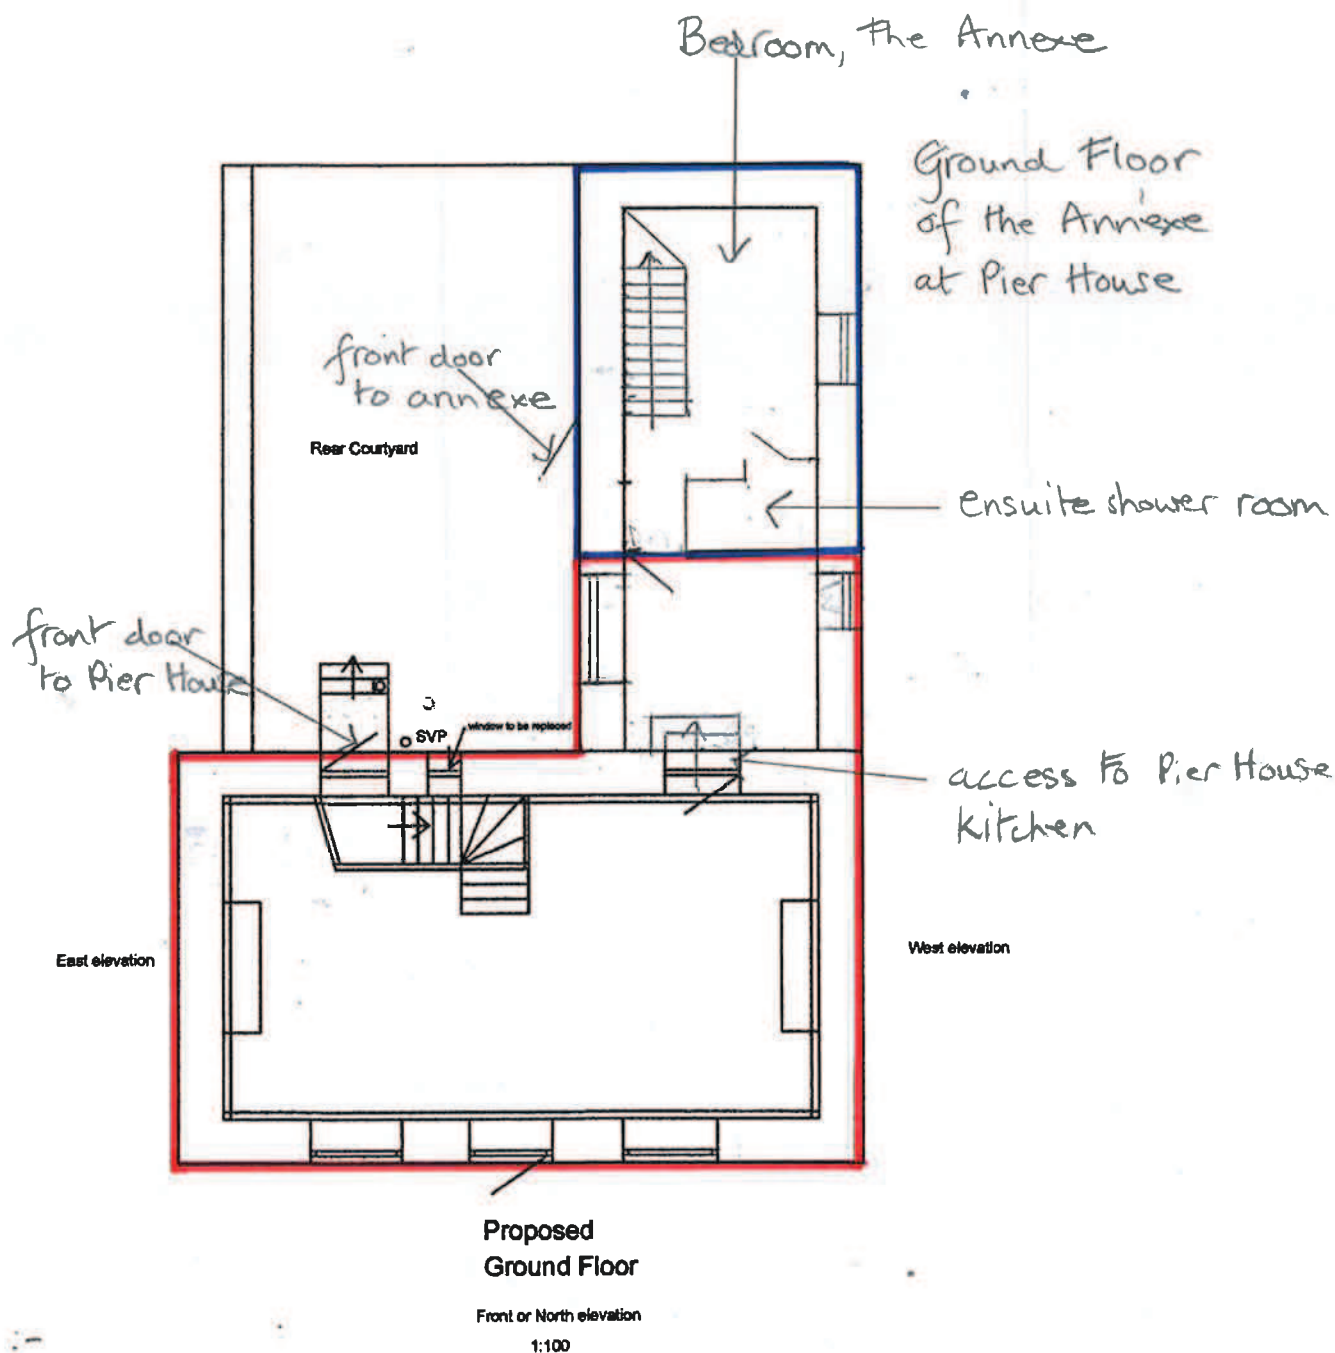 Bedroom, the Annexe
Ground Floor
of the Annexe
at Pier House
front door
to annexe
Rear Courtyard
ensuite shower room
front door
to Pier House
SVP
window to be replaced
access to Pier House
kitchen
East elevation
West elevation
Proposed
Ground Floor
Front or North elevation
1:100